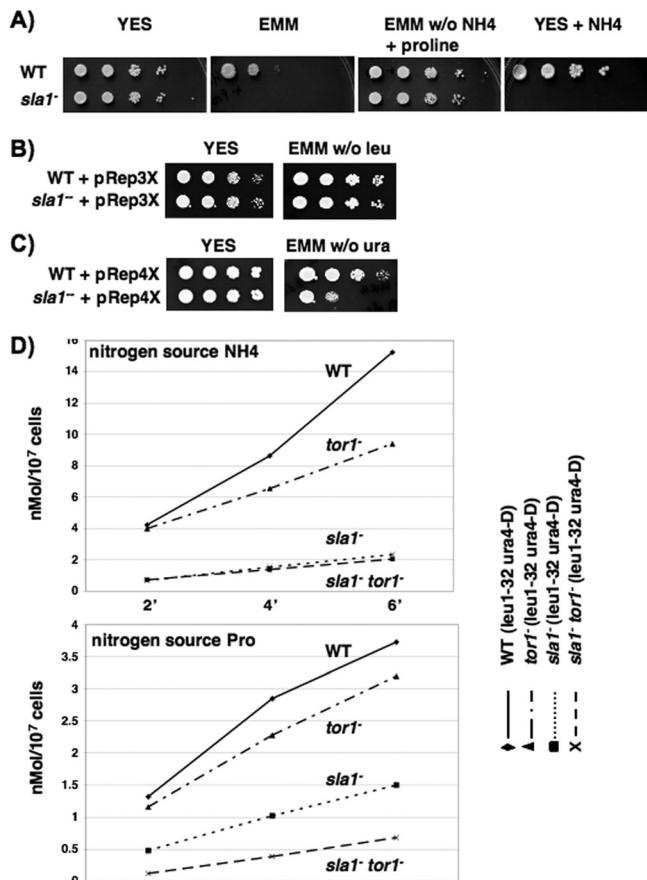 A)
YES
EMM
EMM w/o NH4
+ proline
YES + NH4
WT
sla1-
B)
YES
EMM w/o leu
WT + pRep3X
sla1-- + pRep3X
C)
YES
EMM w/o ura
WT + pRep4X
sla1-- + pRep4X
D)
nitrogen source NH4
16
14
12
10
8
6
4
2
0
nMol/10⁷ cells
WT
tor1-
sla1-
sla1- tor1-
2'
4'
6'
nitrogen source Pro
4
3.5
3
2.5
2
1.5
1
0.5
0
nMol/10⁷ cells
WT
tor1-
sla1-
sla1- tor1-
WT (leu1-32 ura4-D)
tor1- (leu1-32 ura4-D)
sla1- (leu1-32 ura4-D)
sla1- tor1- (leu1-32 ura4-D)